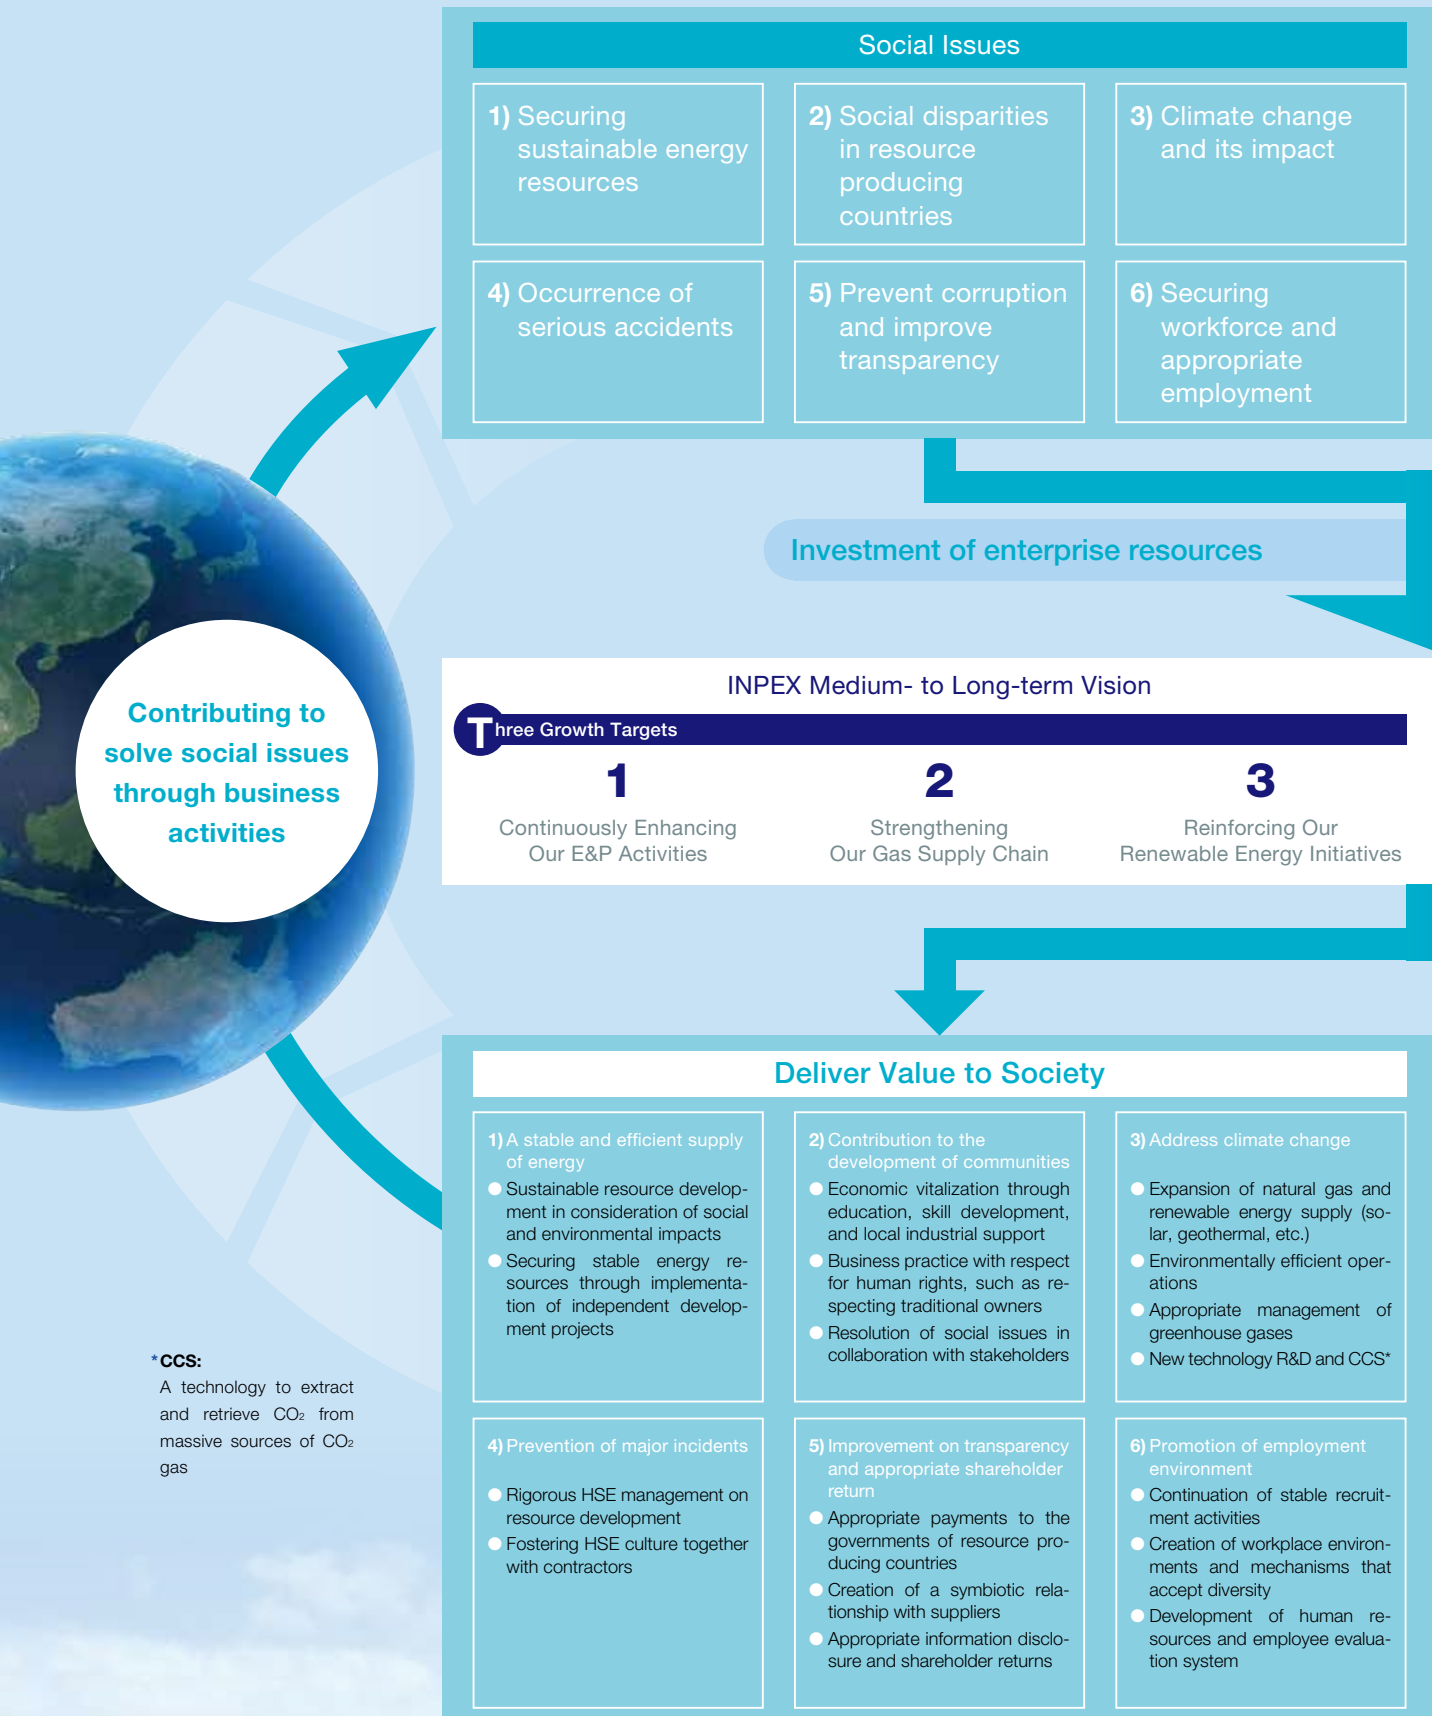 Social Issues
1) Securing
sustainable energy
resources
2) Social disparities
in resource
producing
countries
3) Climate change
and its impact
4) Occurrence of
serious accidents
5) Prevent corruption
and improve
transparency
6) Securing
workforce and
appropriate
employment
Investment of enterprise resources
Contributing to
solve social issues
through business
activities
INPEX Medium- to Long-term Vision
Three Growth Targets
1
Continuously Enhancing
Our E&P Activities
2
Strengthening
Our Gas Supply Chain
3
Reinforcing Our
Renewable Energy Initiatives
Deliver Value to Society
1) A stable and efficient supply
of energy
● Sustainable resource develop-
ment in consideration of social
and environmental impacts
● Securing stable energy re-
sources through implementa-
tion of independent develop-
ment projects
2) Contribution to the
development of communities
● Economic vitalization through
education, skill development,
and local industrial support
● Business practice with respect
for human rights, such as re-
specting traditional owners
● Resolution of social issues in
collaboration with stakeholders
3) Address climate change
● Expansion of natural gas and
renewable energy supply (so-
lar, geothermal, etc.)
● Environmentally efficient oper-
ations
● Appropriate management of
greenhouse gases
● New technology R&D and CCS*
4) Prevention of major incidents
● Rigorous HSE management on
resource development
● Fostering HSE culture together
with contractors
5) Improvement on transparency
and appropriate shareholder
return
● Appropriate payments to the
governments of resource pro-
ducing countries
● Creation of a symbiotic rela-
tionship with suppliers
● Appropriate information disclo-
sure and shareholder returns
6) Promotion of employment
environment
● Continuation of stable recruit-
ment activities
● Creation of workplace environ-
ments and mechanisms that
accept diversity
● Development of human re-
sources and employee evalua-
tion system
*CCS:
A technology to extract
and retrieve CO₂ from
massive sources of CO₂
gas